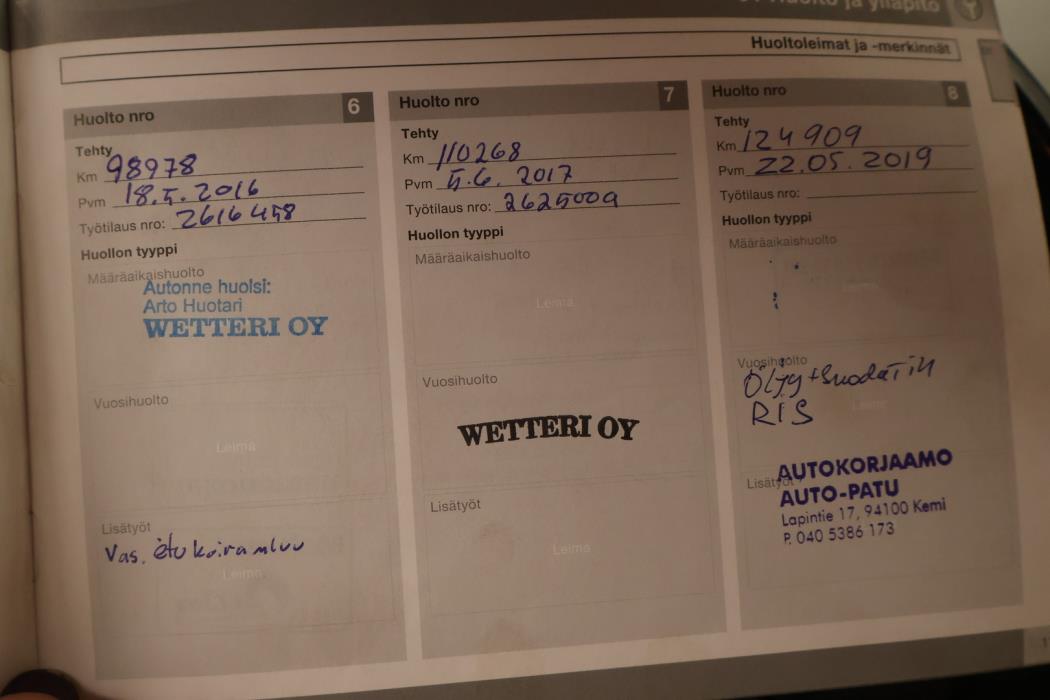 Huolto ja ylläpito
Huoltoleimat ja -merkinnät
Huolto nro 6
Tehty
Km 98978
Pvm 18.5.2016
Työtilaus nro: 2616458
Huollon tyyppi
Määräaikaishuolto
Autonne huolsi:
Arto Huotari
WETTERI OY
Vuosihuolto
Leima
Lisätyöt
Vas. etukoiranluu
Leima
Huolto nro 7
Tehty
Km 110268
Pvm 5.6. 2017
Työtilaus nro:
Huollon tyyppi
Määräaikaishuolto
Leima
Vuosihuolto
WETTERI OY
Lisätyöt
Leima
Huolto nro 8
Tehty
Km 124909
Pvm 22.05.2019
Työtilaus nro:
Huollon tyyppi
Määräaikaishuolto
Leima
Vuosihuolto
Öljy+Suodatin
RIS
Leima
Lisätyöt
AUTOKORJAAMO
AUTO-PATU
Lapintie 17, 94100 Kemi
P. 040 5386 173